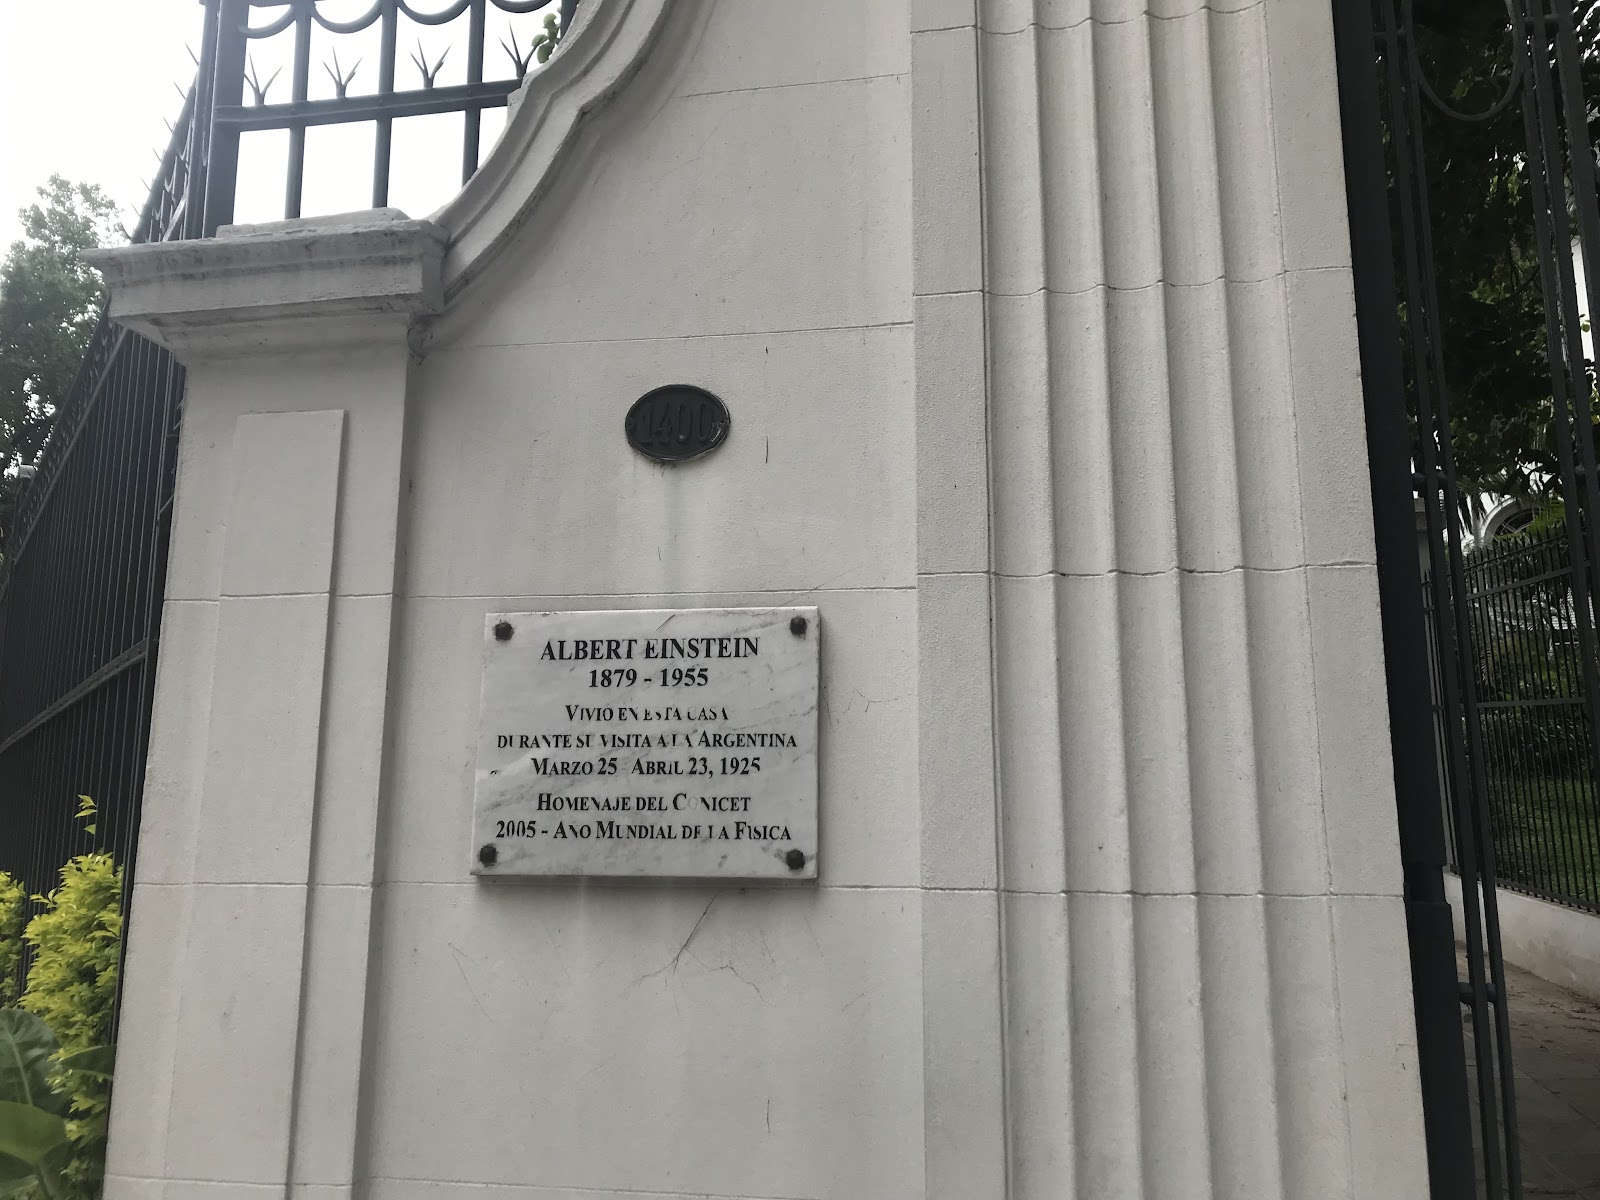 1400
ALBERT EINSTEIN
1879 - 1955
VIVIO EN ESTA CASA
DURANTE SU VISITA A LA ARGENTINA
MARZO 25 - ABRIL 23, 1925
HOMENAJE DEL CONICET
2005 - AÑO MUNDIAL DE LA FISICA